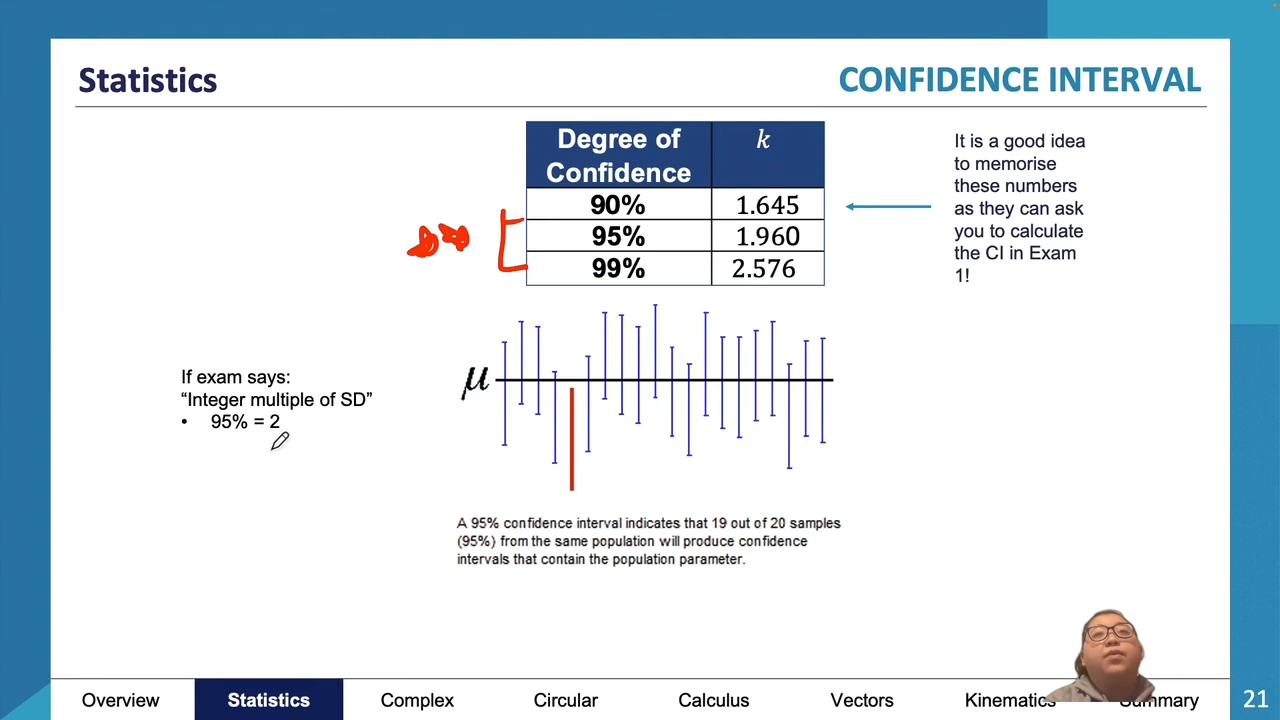 Statistics
CONFIDENCE INTERVAL
Degree of Confidence k
90% 1.645
95% 1.960
99% 2.576
It is a good idea
to memorise
these numbers
as they can ask
you to calculate
the CI in Exam
1!
μ
If exam says:
“Integer multiple of SD”
• 95% = 2
A 95% confidence interval indicates that 19 out of 20 samples
(95%) from the same population will produce confidence
intervals that contain the population parameter.
Overview Statistics Complex Circular Calculus Vectors Kinematics Summary 21